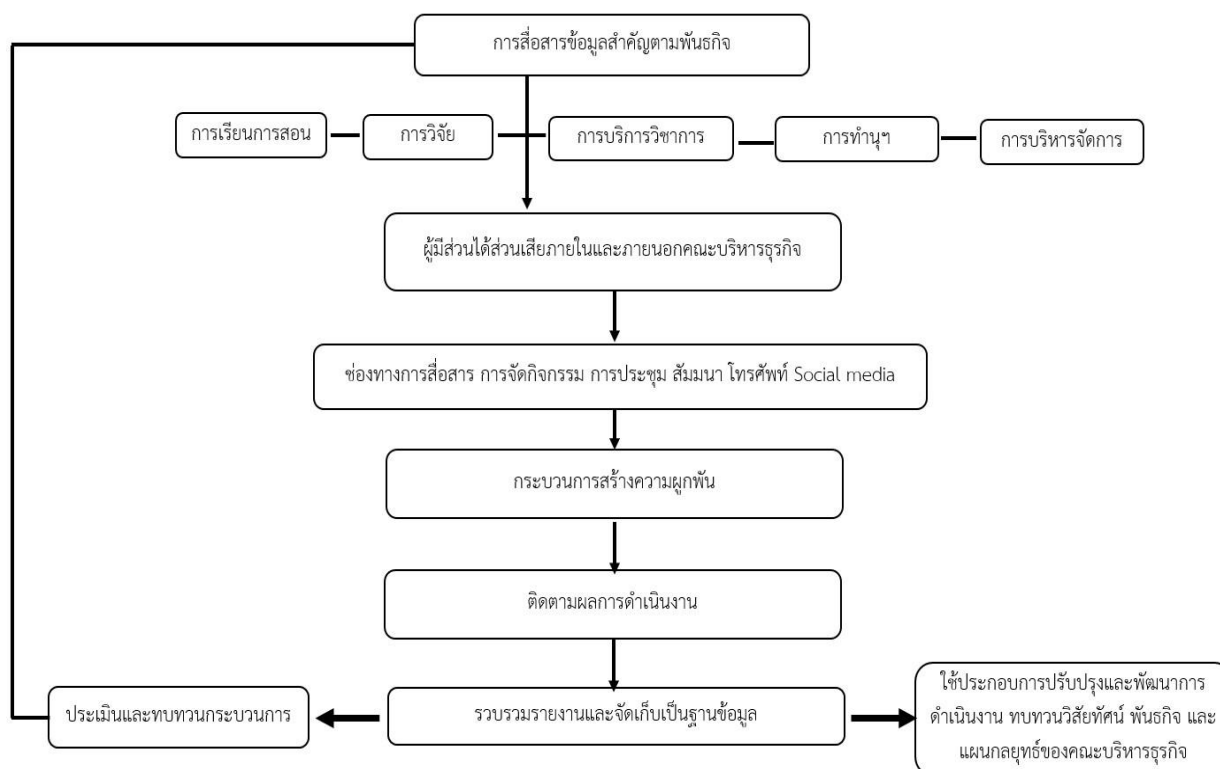 การสื่อสารข้อมูลสำคัญตามพันธกิจ
การเรียนการสอน
การวิจัย
การบริการวิชาการ
การทำนุฯ
การบริหารจัดการ
ผู้มีส่วนได้ส่วนเสียภายในและภายนอกคณะบริหารธุรกิจ
ช่องทางการสื่อสาร การจัดกิจกรรม การประชุม สัมมนา โทรศัพท์ Social media
กระบวนการสร้างความผูกพัน
ติดตามผลการดำเนินงาน
ประเมินและทบทวนกระบวนการ
รวบรวมรายงานและจัดเก็บเป็นฐานข้อมูล
ใช้ประกอบการปรับปรุงและพัฒนาการ
ดำเนินงาน ทบทวนวิสัยทัศน์ พันธกิจ และ
แผนกลยุทธ์ของคณะบริหารธุรกิจ